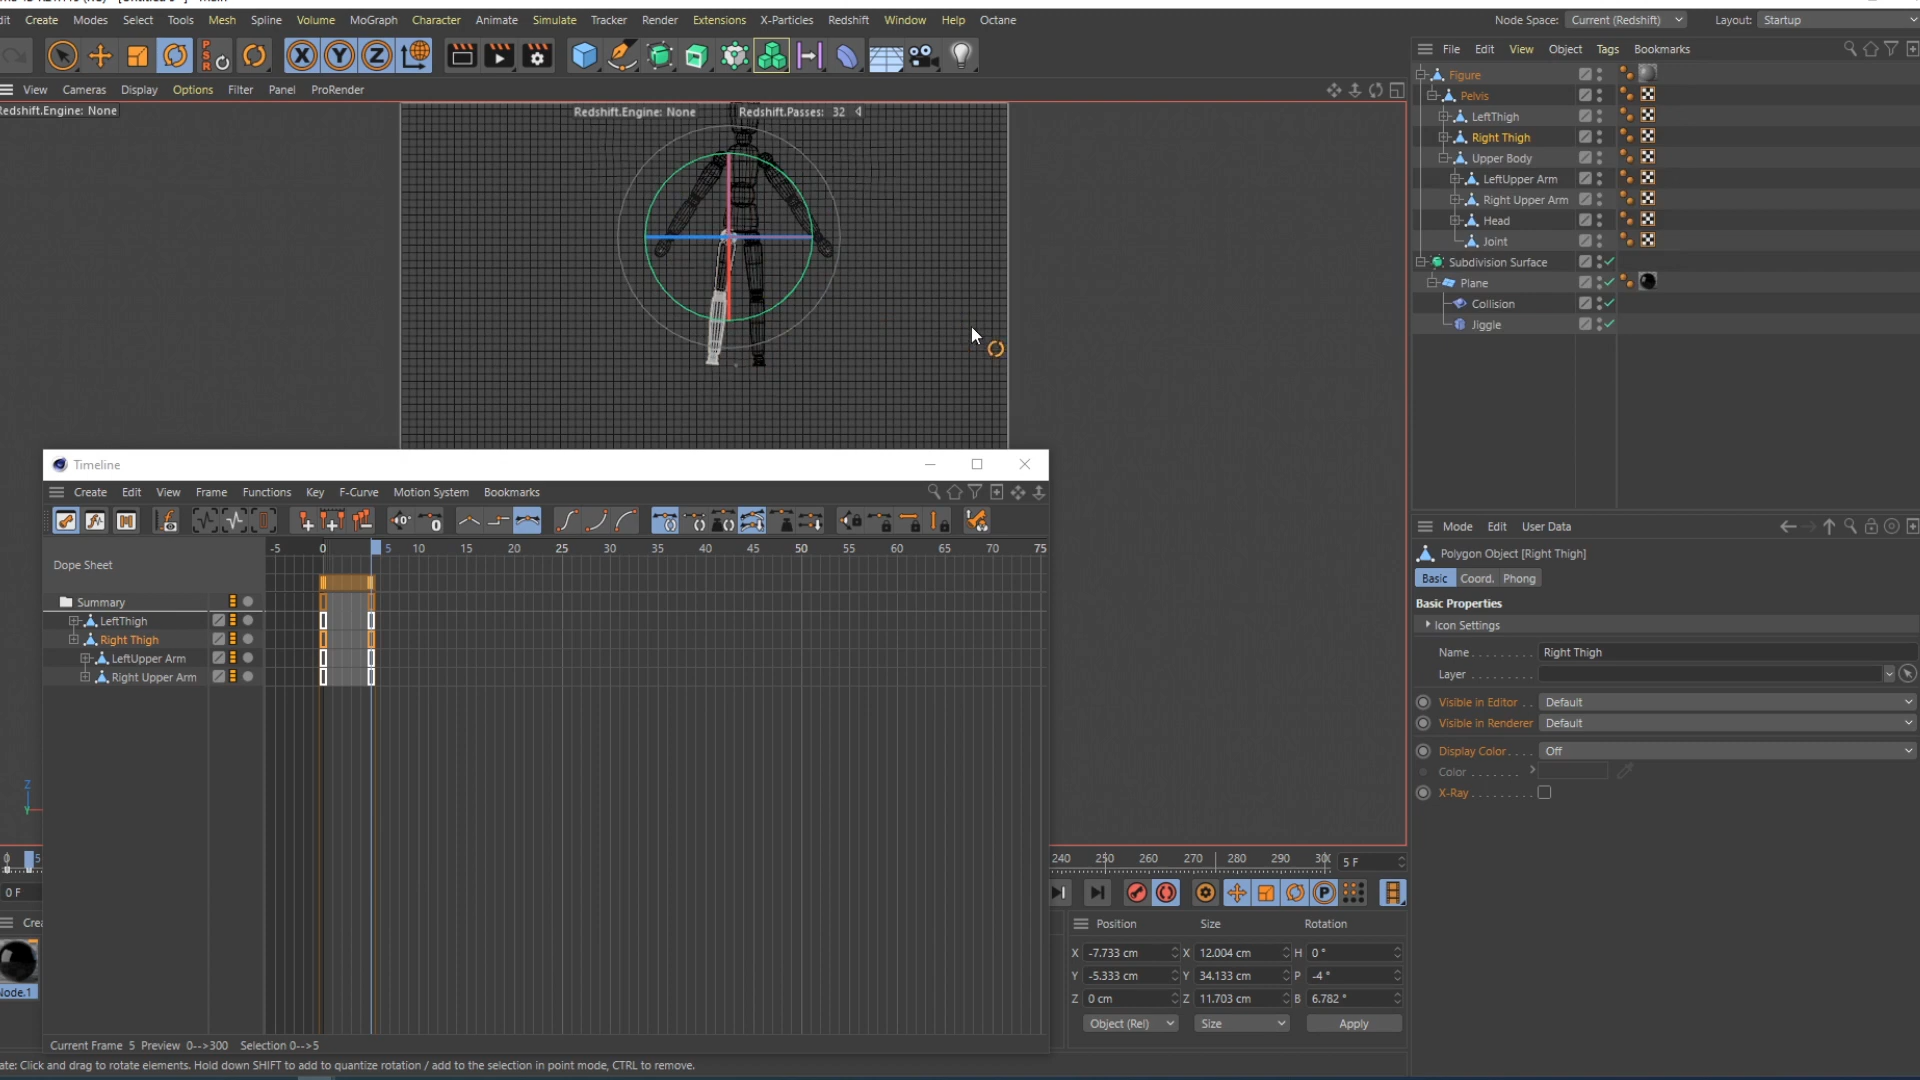 Create Modes Select Tools Mesh Spline Volume MoGraph Character Animate Simulate Tracker Render Extensions X-Particles Redshift Window Help Octane
Node Space: Current (Redshift) Layout: Startup
PSR
X Y Z
File Edit View Object Tags Bookmarks
View Cameras Display Options Filter Panel ProRender
Redshift.Engine: None
Redshift.Engine: None Redshift.Passes: 32 4
Figure
Pelvis
LeftThigh
Right Thigh
Upper Body
LeftUpper Arm
Right Upper Arm
Head
Joint
Subdivision Surface
Plane
Collision
Jiggle
Timeline
Create Edit View Frame Functions Key F-Curve Motion System Bookmarks
-5 0 5 10 15 20 25 30 35 40 45 50 55 60 65 70 75
Dope Sheet
Summary
LeftThigh
Right Thigh
LeftUpper Arm
Right Upper Arm
Current Frame 5 Preview 0-->300 Selection 0-->5
Mode Edit User Data
Polygon Object [Right Thigh]
Basic Coord. Phong
Basic Properties
Icon Settings
Name Right Thigh
Layer
Visible in Editor Default
Visible in Renderer Default
Display Color Off
Color
X-Ray
Z
Y
0 5
240 250 260 270 280 290 30 5 F
0 F
P
Crea
Node.1
Position Size Rotation
X -7.733 cm X 12.004 cm H 0 °
Y -5.333 cm Y 34.133 cm P -4 °
Z 0 cm Z 11.703 cm B 6.782 °
Object (Rel) Size Apply
ate: Click and drag to rotate elements. Hold down SHIFT to add to quantize rotation / add to the selection in point mode, CTRL to remove.